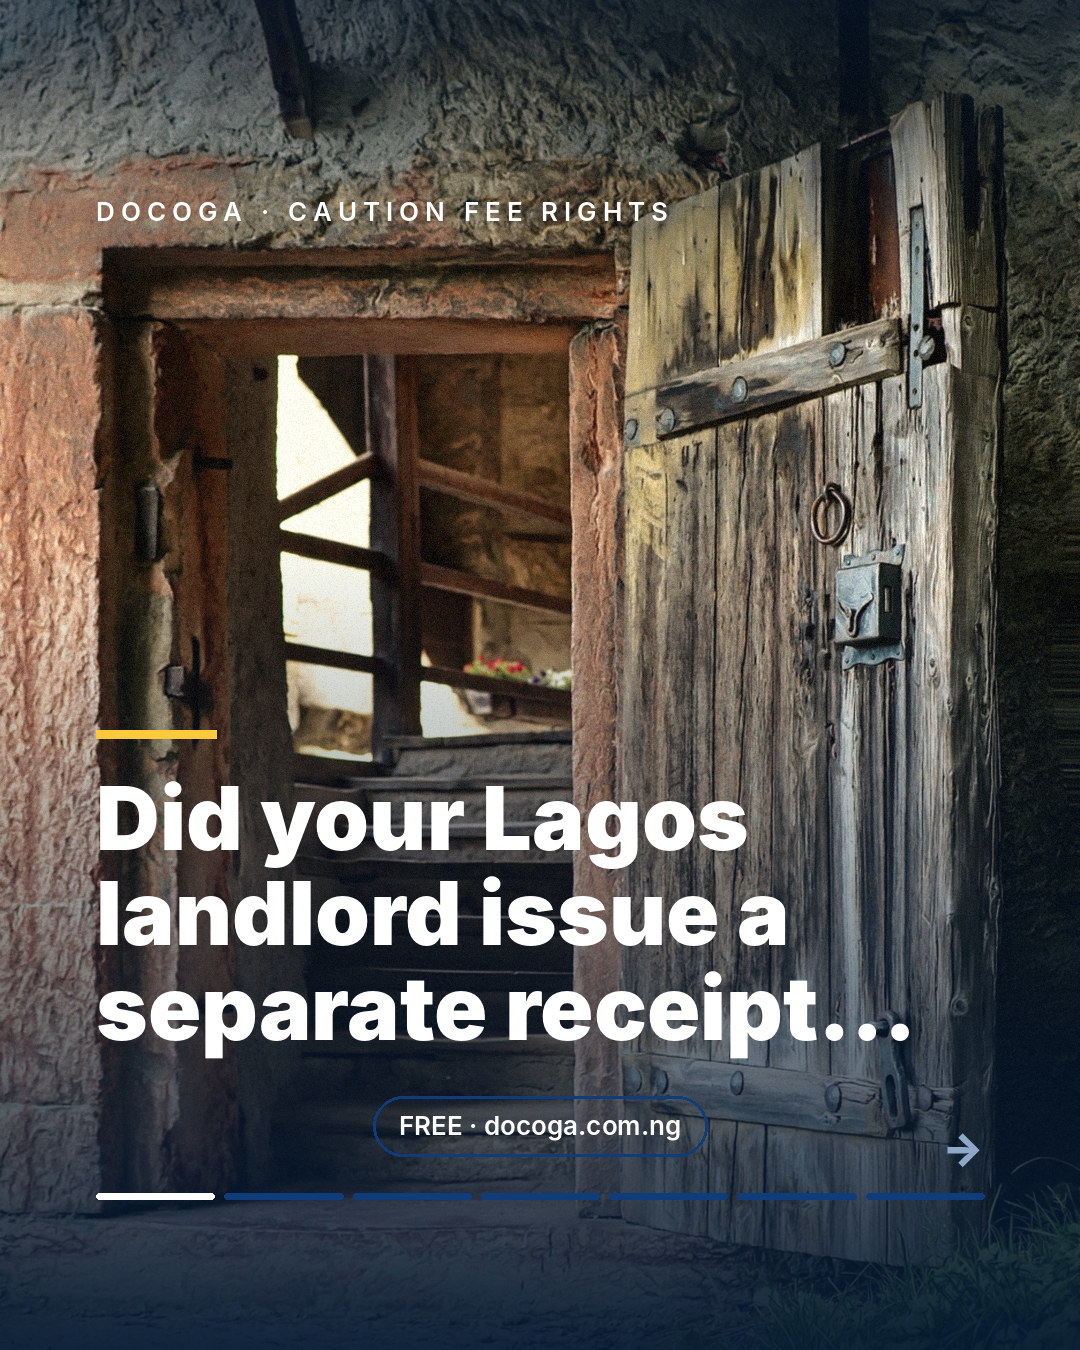 DOCOGA · CAUTION FEE RIGHTS
Did your Lagos
landlord issue a
separate receipt...
FREE · docoga.com.ng